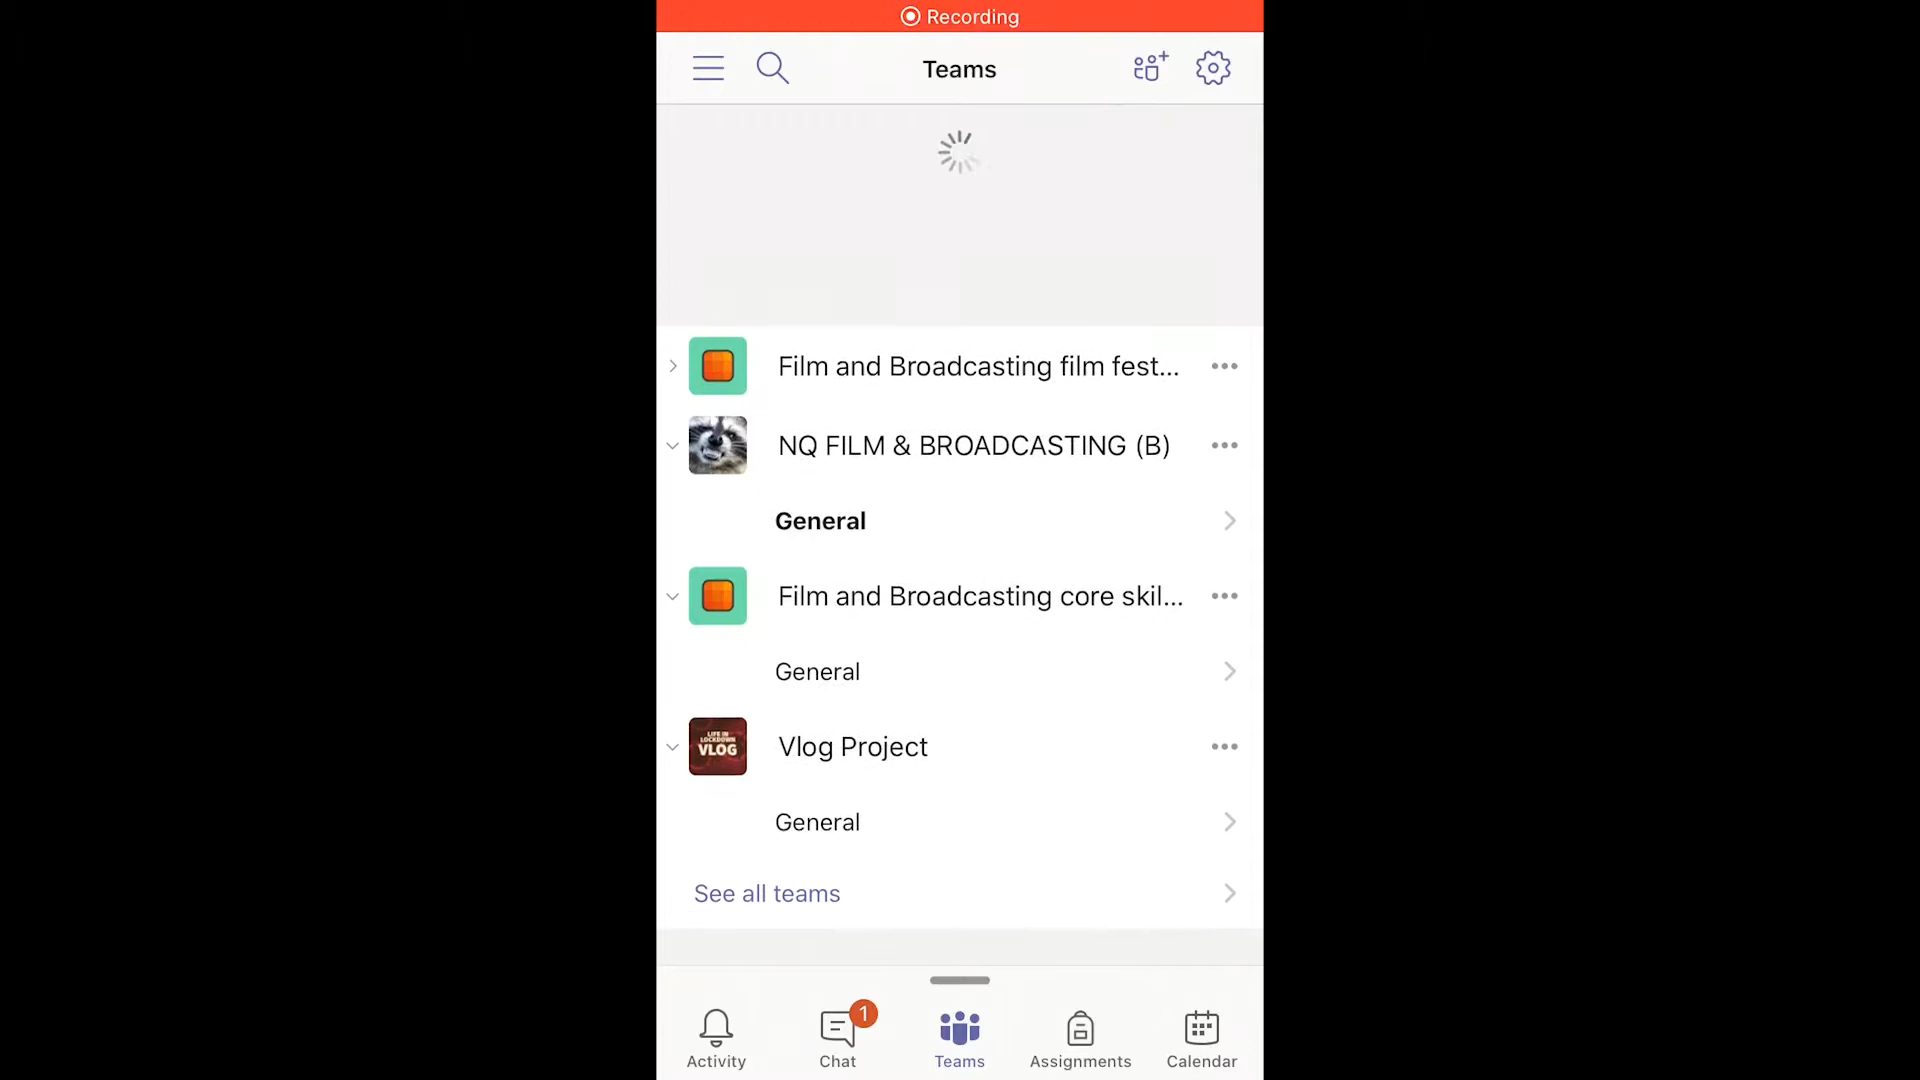 Recording
Teams
Film and Broadcasting film fest...
NQ FILM & BROADCASTING (B)
General
Film and Broadcasting core skil...
General
LIFE IN
LOCKDOWN
VLOG
Vlog Project
General
See all teams
1
Activity
Chat
Teams
Assignments
Calendar